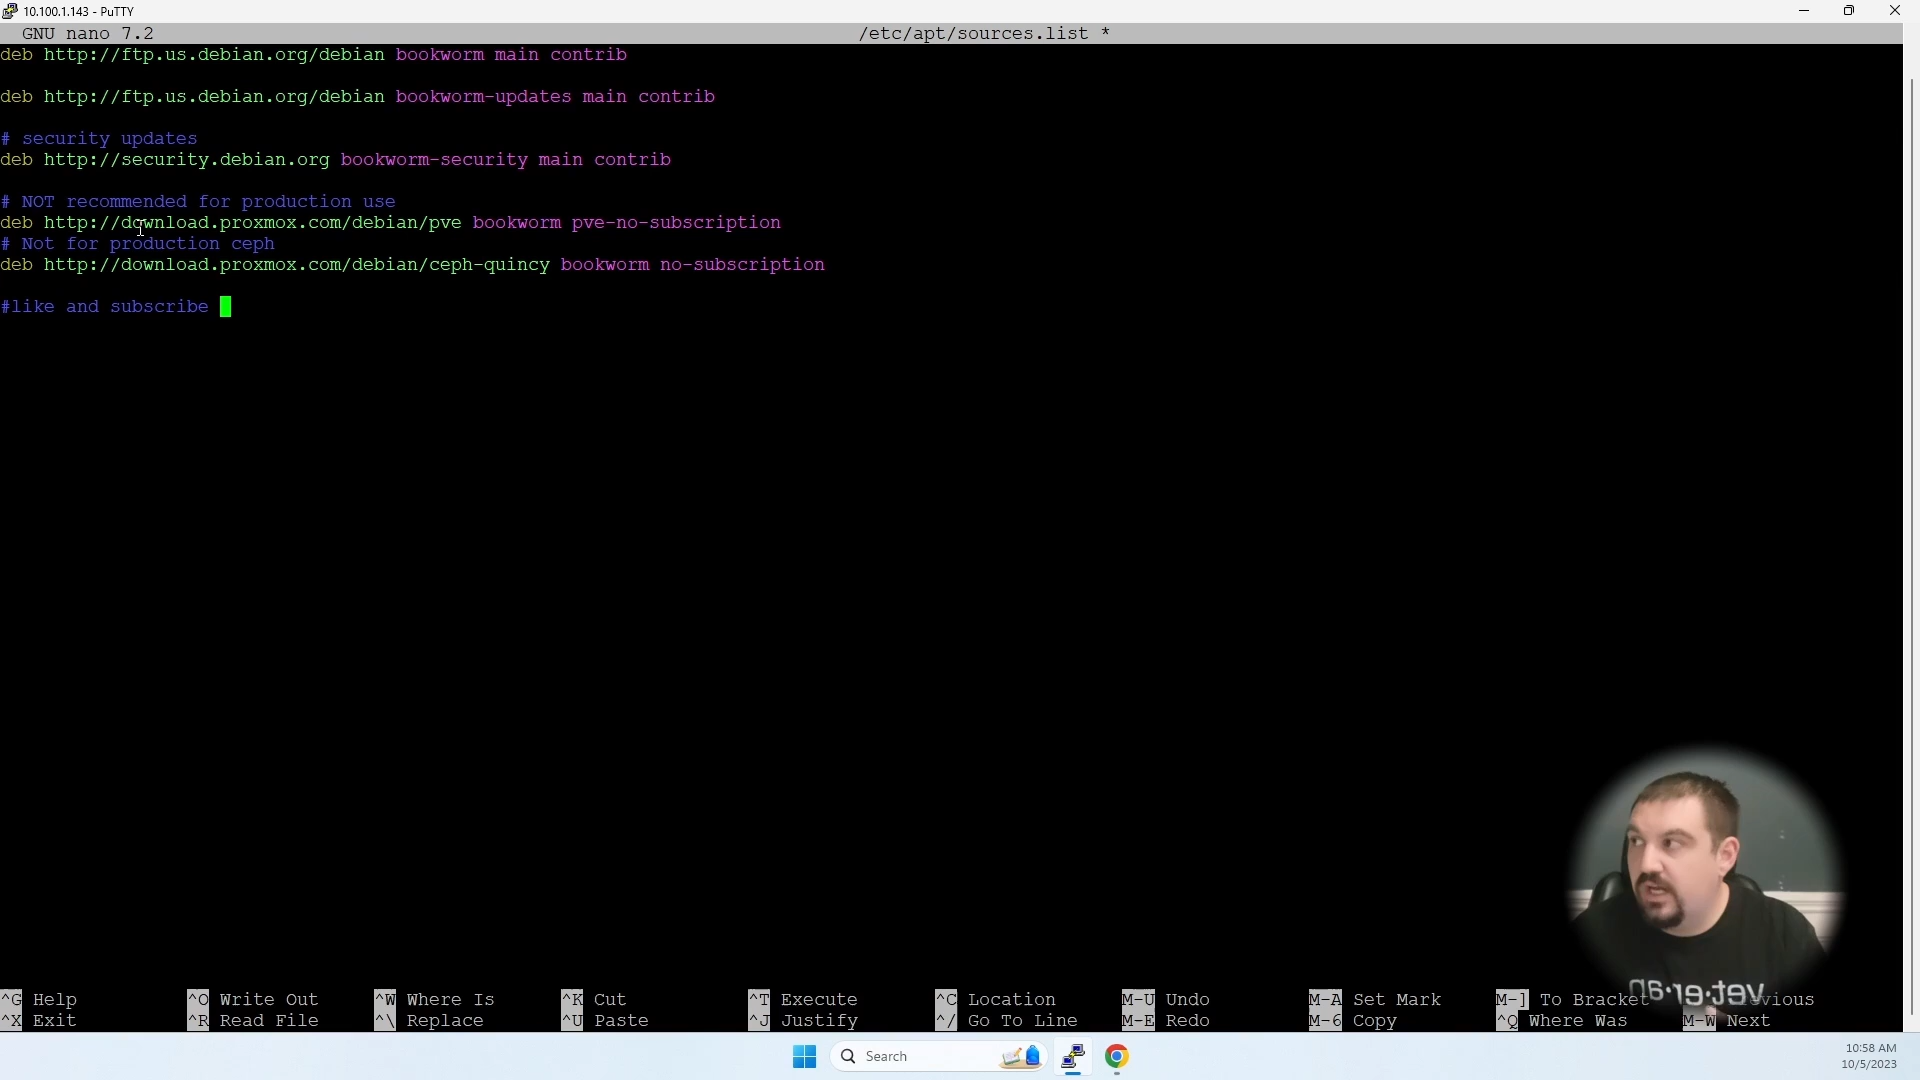 10.100.1.143 - PuTTY
GNU nano 7.2 /etc/apt/sources.list *
deb http://ftp.us.debian.org/debian bookworm main contrib
deb http://ftp.us.debian.org/debian bookworm-updates main contrib
# security updates
deb http://security.debian.org bookworm-security main contrib
# NOT recommended for production use
deb http://download.proxmox.com/debian/pve bookworm pve-no-subscription
# Not for production ceph
deb http://download.proxmox.com/debian/ceph-quincy bookworm no-subscription
#like and subscribe
vet·er·an
^G Help ^O Write Out ^W Where Is ^K Cut ^T Execute ^C Location M-U Undo M-A Set Mark M-] To Bracket
^X Exit ^R Read File ^\ Replace ^U Paste ^J Justify ^/ Go To Line M-E Redo M-6 Copy ^Q Where Was M-W Next
Search
10:58 AM
10/5/2023